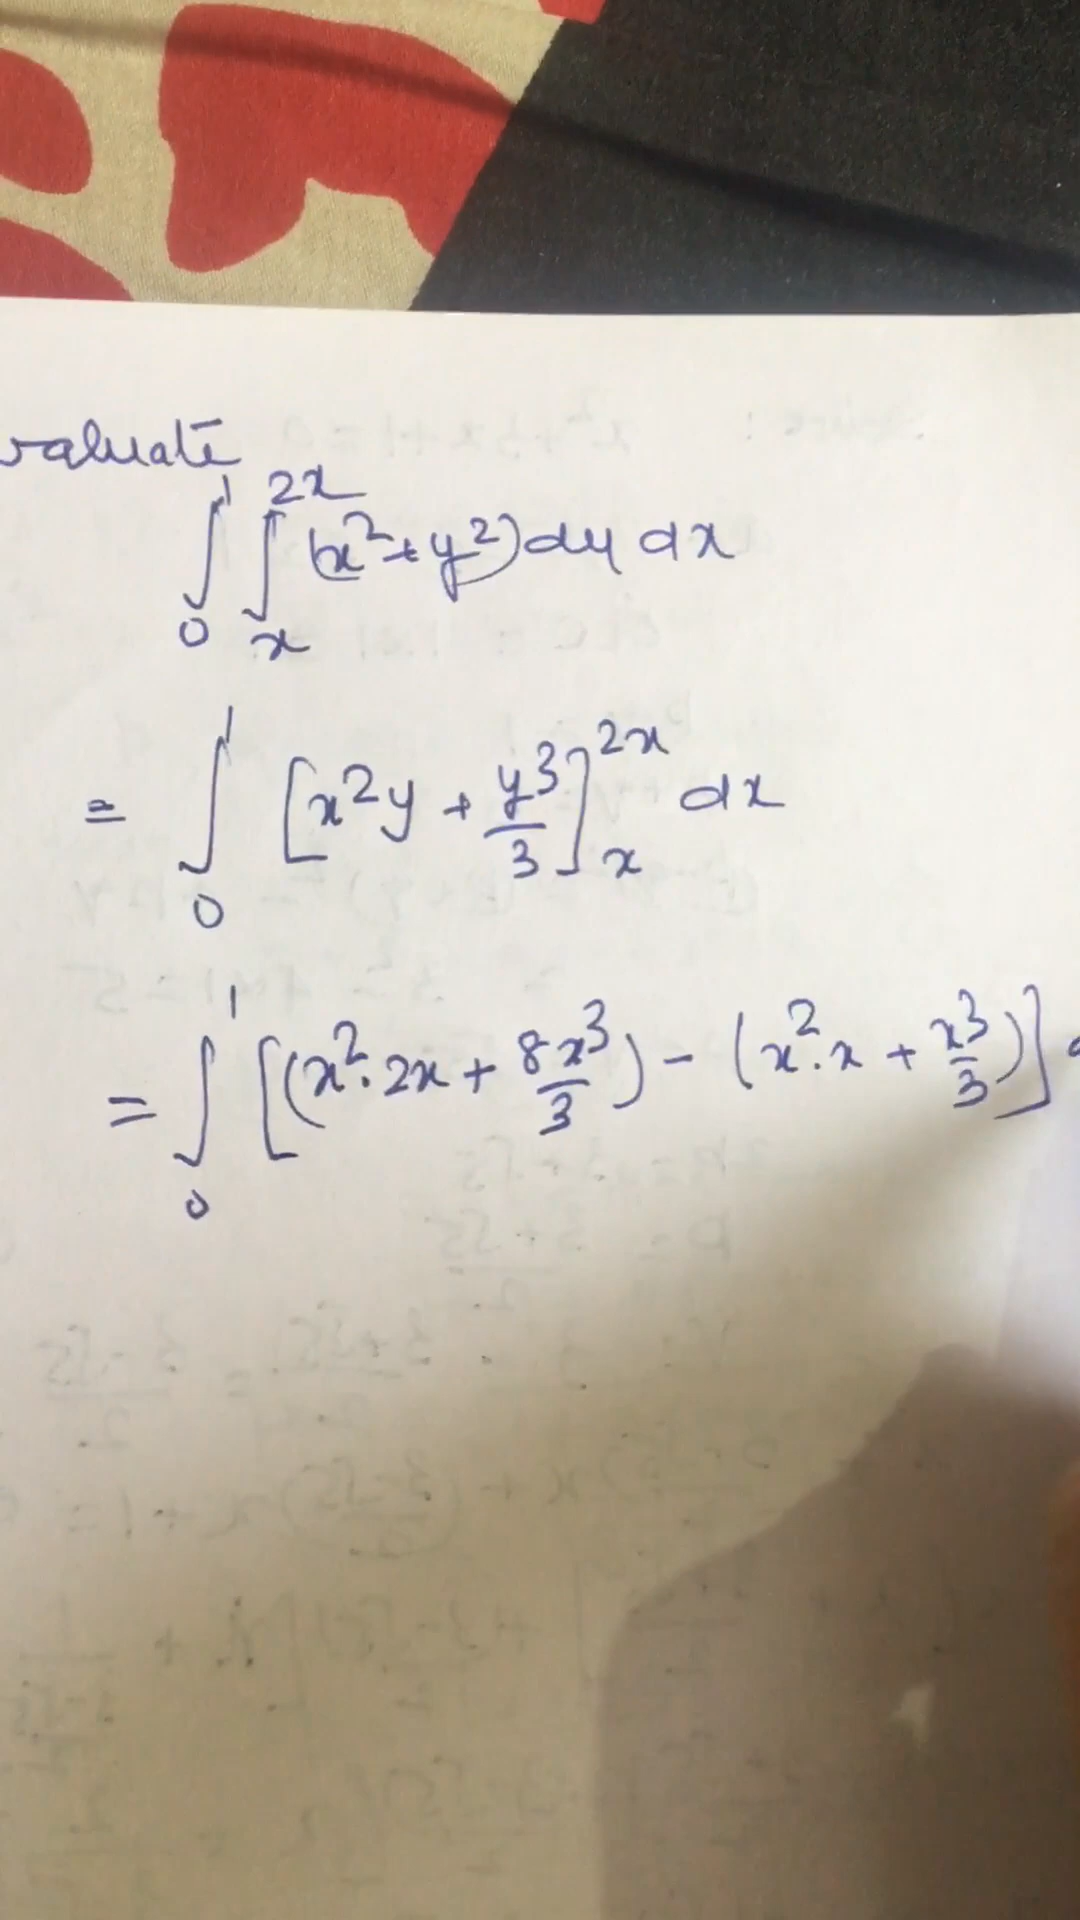 valuate
∫₀¹ ∫ₓ²ˣ (x² + y²) dy dx
= ∫₀¹ [x²y + y³/3]ₓ²ˣ dx
= ∫₀¹ [(x².2x + 8x³/3) - (x².x + x³/3)]